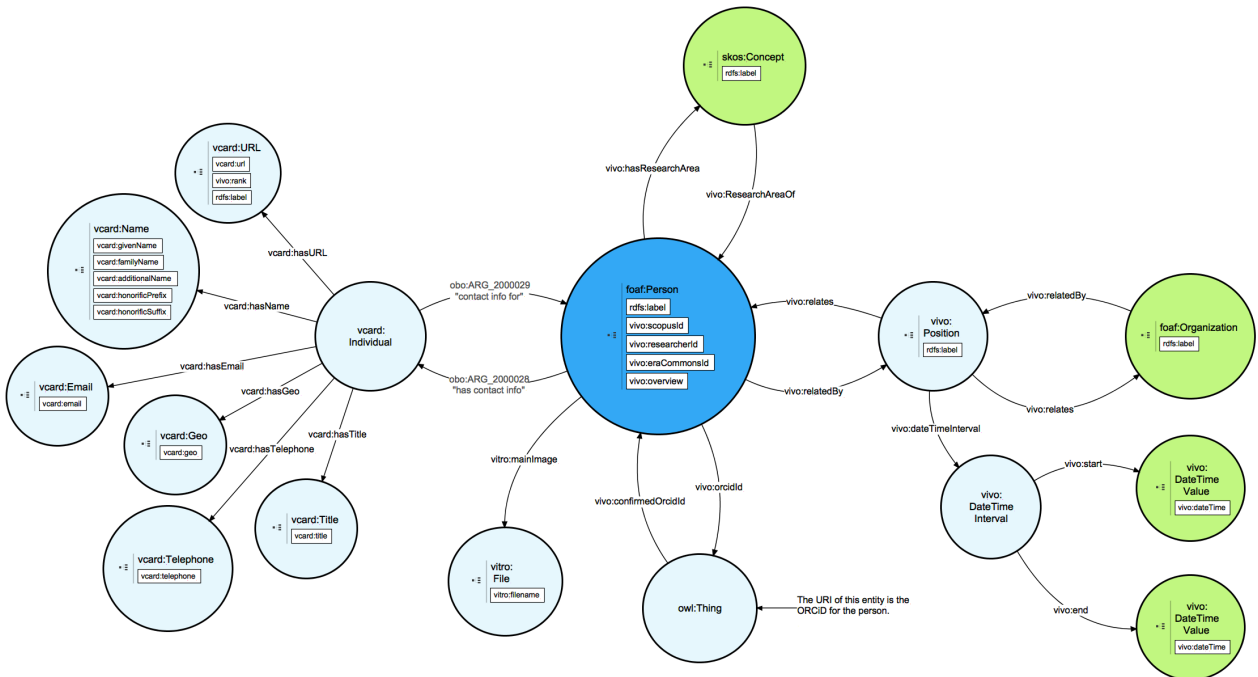 skos:Concept
rdfs:label
vivo:hasResearchArea
vivo:ResearchAreaOf
vcard:URL
vcard:url
vivo:rank
rdfs:label
vcard:hasURL
vcard:Name
vcard:givenName
vcard:familyName
vcard:additionalName
vcard:honorificPrefix
vcard:honorificSuffix
vcard:hasName
vcard:
Individual
obo:ARG_2000029
"contact info for"
obo:ARG_2000028
"has contact info"
foaf:Person
rdfs:label
vivo:scopusId
vivo:researcherId
vivo:eraCommonsId
vivo:overview
vivo:relates
vivo:relatedBy
vivo:
Position
rdfs:label
vivo:relatedBy
vivo:relates
foaf:Organization
rdfs:label
vcard:hasEmail
vcard:Email
vcard:email
vcard:hasGeo
vcard:Geo
vcard:geo
vcard:hasTelephone
vcard:hasTitle
vcard:Title
vcard:title
vcard:Telephone
vcard:telephone
vitro:mainImage
vitro:
File
vitro:filename
vivo:confirmedOrcidId
vivo:orcidId
owl:Thing
The URI of this entity is the
ORCiD for the person.
vivo:dateTimeInterval
vivo:
DateTime
Interval
vivo:start
vivo:
DateTime
Value
vivo:dateTime
vivo:end
vivo:
DateTime
Value
vivo:dateTime